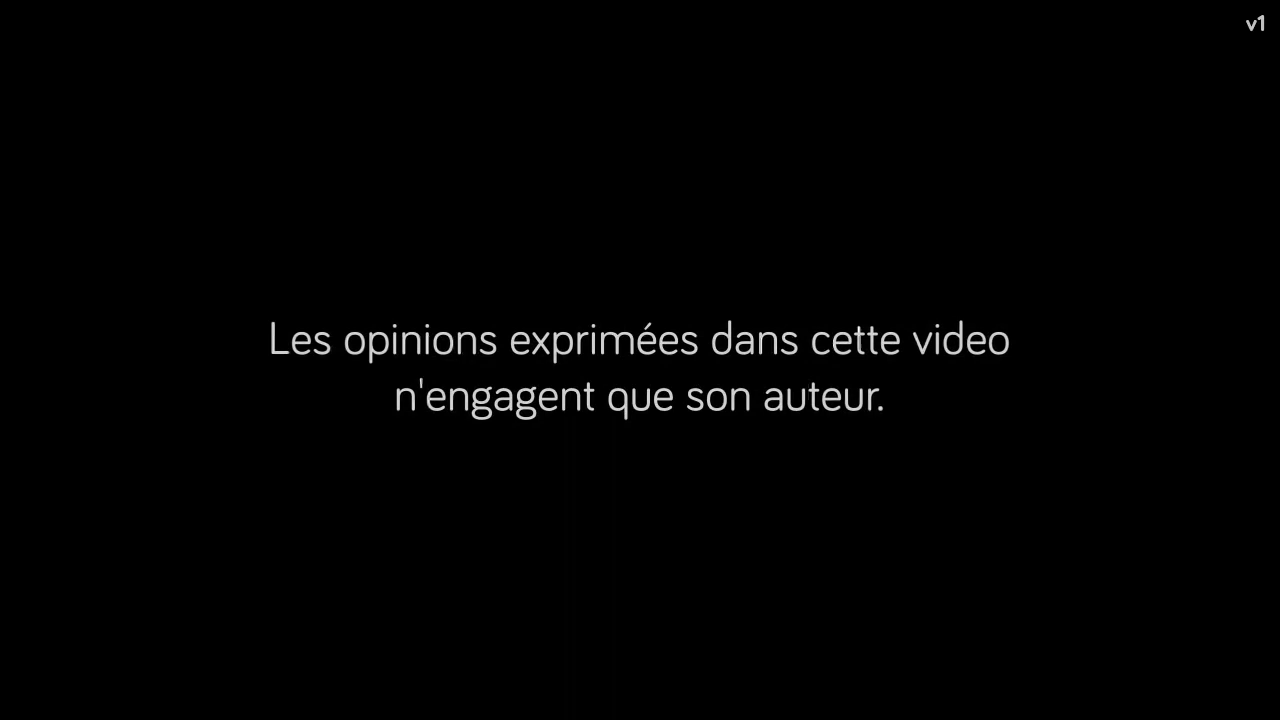 v1
Les opinions exprimées dans cette video
n'engagent que son auteur.